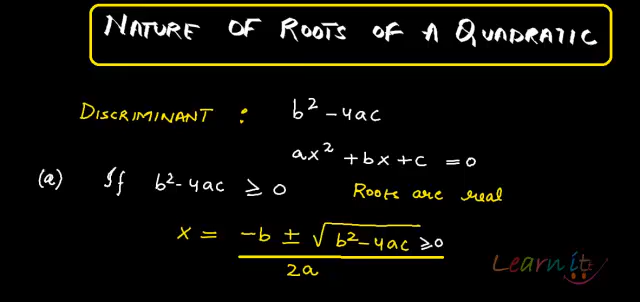 NATURE OF ROOTS OF A QUADRATIC
DISCRIMINANT : b² - 4ac
ax² + bx + c = 0
(a) If b² - 4ac ≥ 0 Roots are real
x = -b ± √b² - 4ac ≥0
2a
Learnit